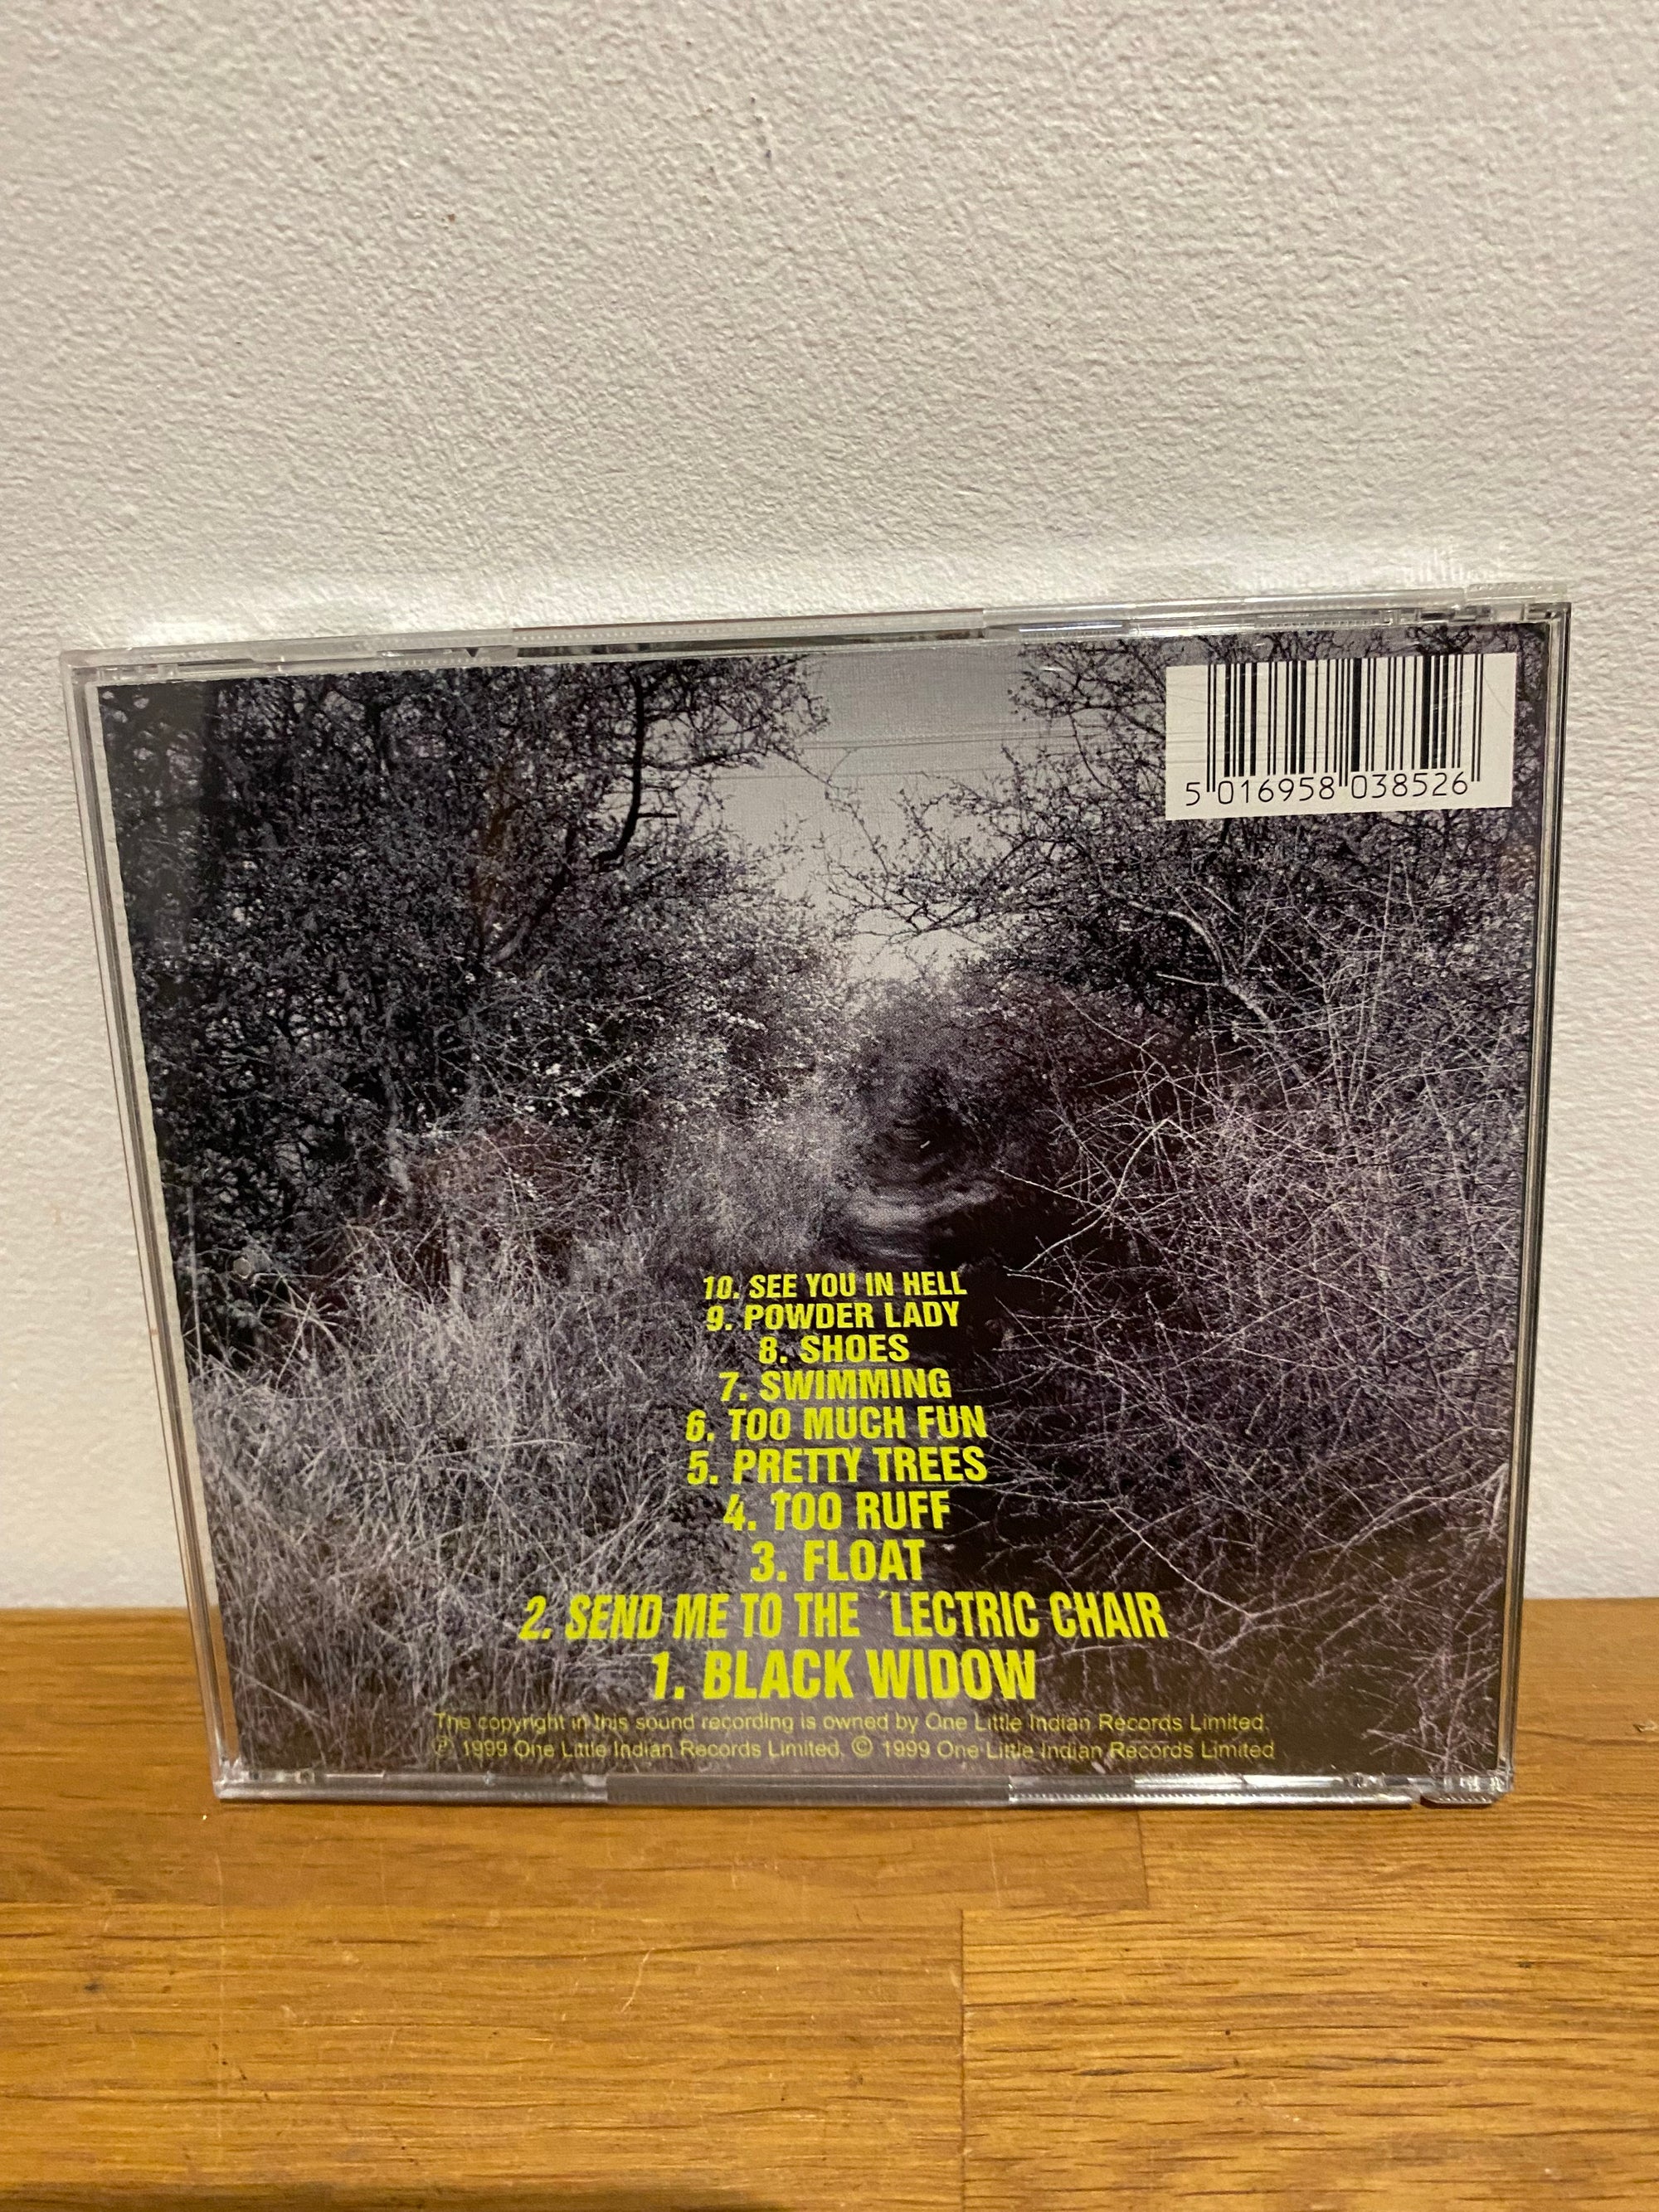 5 016958 038526
10. SEE YOU IN HELL
9. POWDER LADY
8. SHOES
7. SWIMMING
6. TOO MUCH FUN
5. PRETTY TREES
4. TOO RUFF
3. FLOAT
2. SEND ME TO THE ´LECTRIC CHAIR
1. BLACK WIDOW
The copyright in this sound recording is owned by One Little Indian Records Limited.
℗ 1999 One Little Indian Records Limited, © 1999 One Little Indian Records Limited